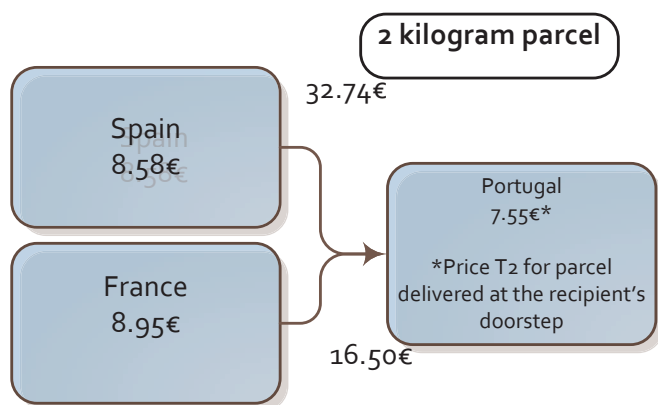 2 kilogram parcel
32.74€
Spain
8.58€
Portugal
7.55€*
*Price T2 for parcel
delivered at the recipient's
doorstep
France
8.95€
16.50€